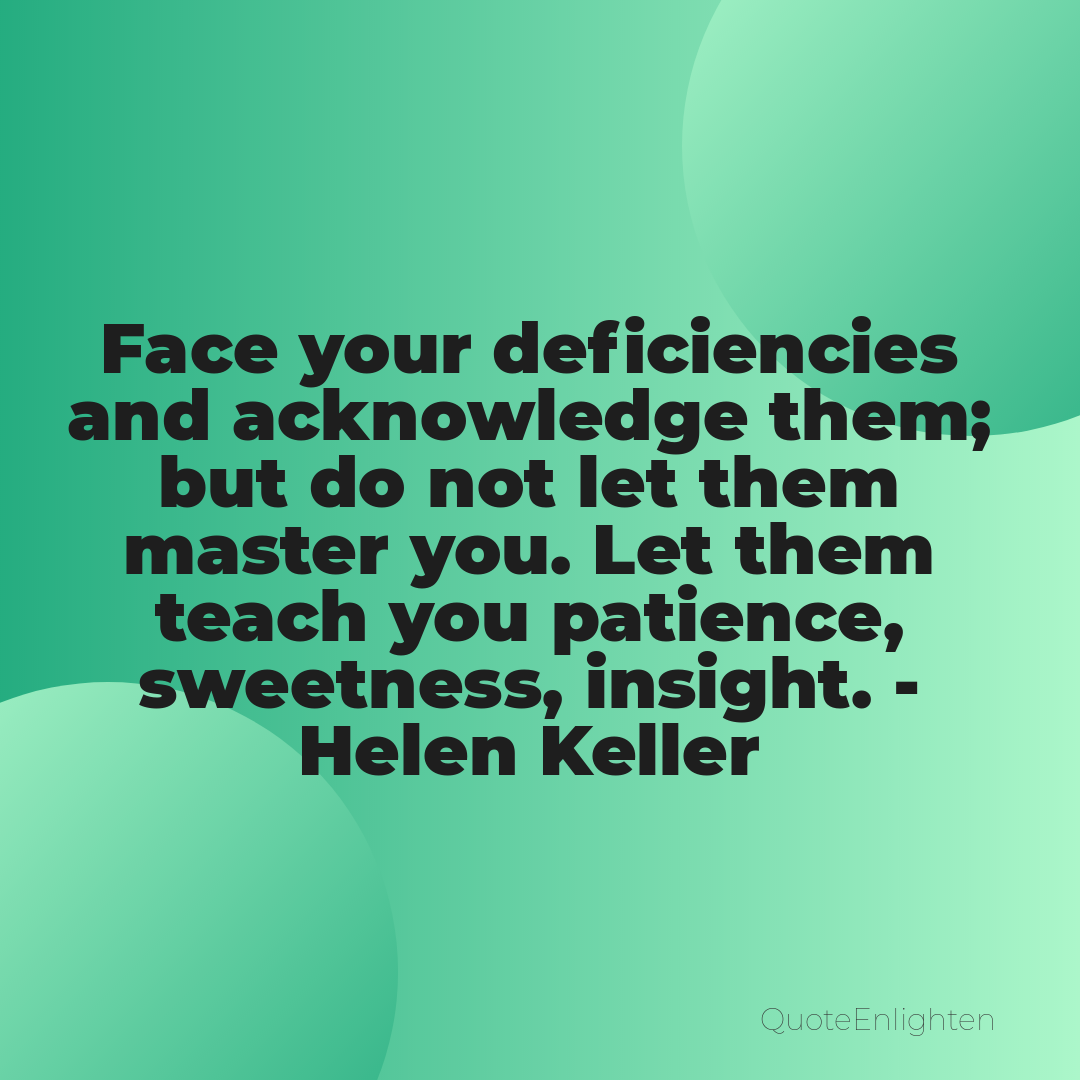 Face your deficiencies
and acknowledge them;
but do not let them
master you. Let them
teach you patience,
sweetness, insight. -
Helen Keller
QuoteEnlighten